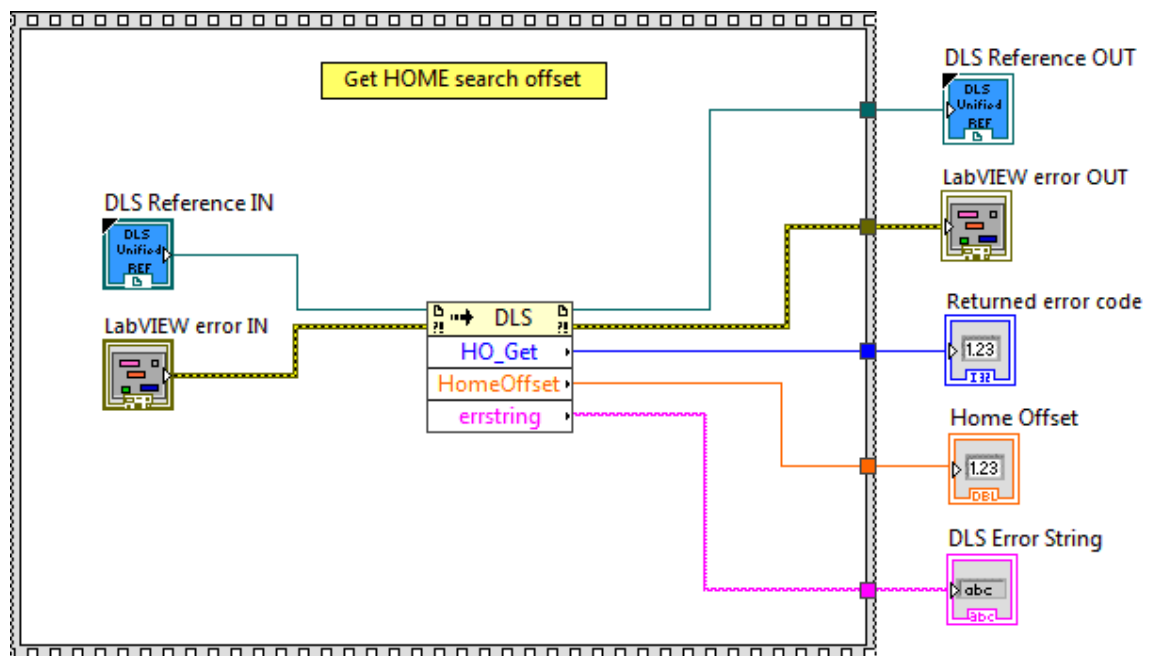 Get HOME search offset
DLS Reference OUT
DLS
Unified
REF
LabVIEW error OUT
DLS Reference IN
DLS
Unified
REF
LabVIEW error IN
?!
DLS
?!
HO_Get
HomeOffset
errstring
Returned error code
1.23
I32
Home Offset
1.23
DBL
DLS Error String
abc
abc